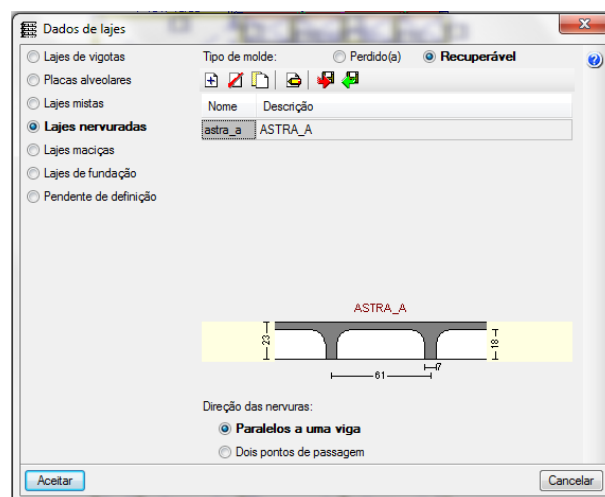 Dados de lajes
Lajes de vigotas
Placas alveolares
Lajes mistas
Lajes nervuradas
Lajes maciças
Lajes de fundação
Pendente de definição
Tipo de molde: Perdido(a) Recuperável
Nome Descrição
astra_a ASTRA_A
ASTRA_A
23
18
7
61
Direção das nervuras:
Paralelos a uma viga
Dois pontos de passagem
Aceitar
Cancelar